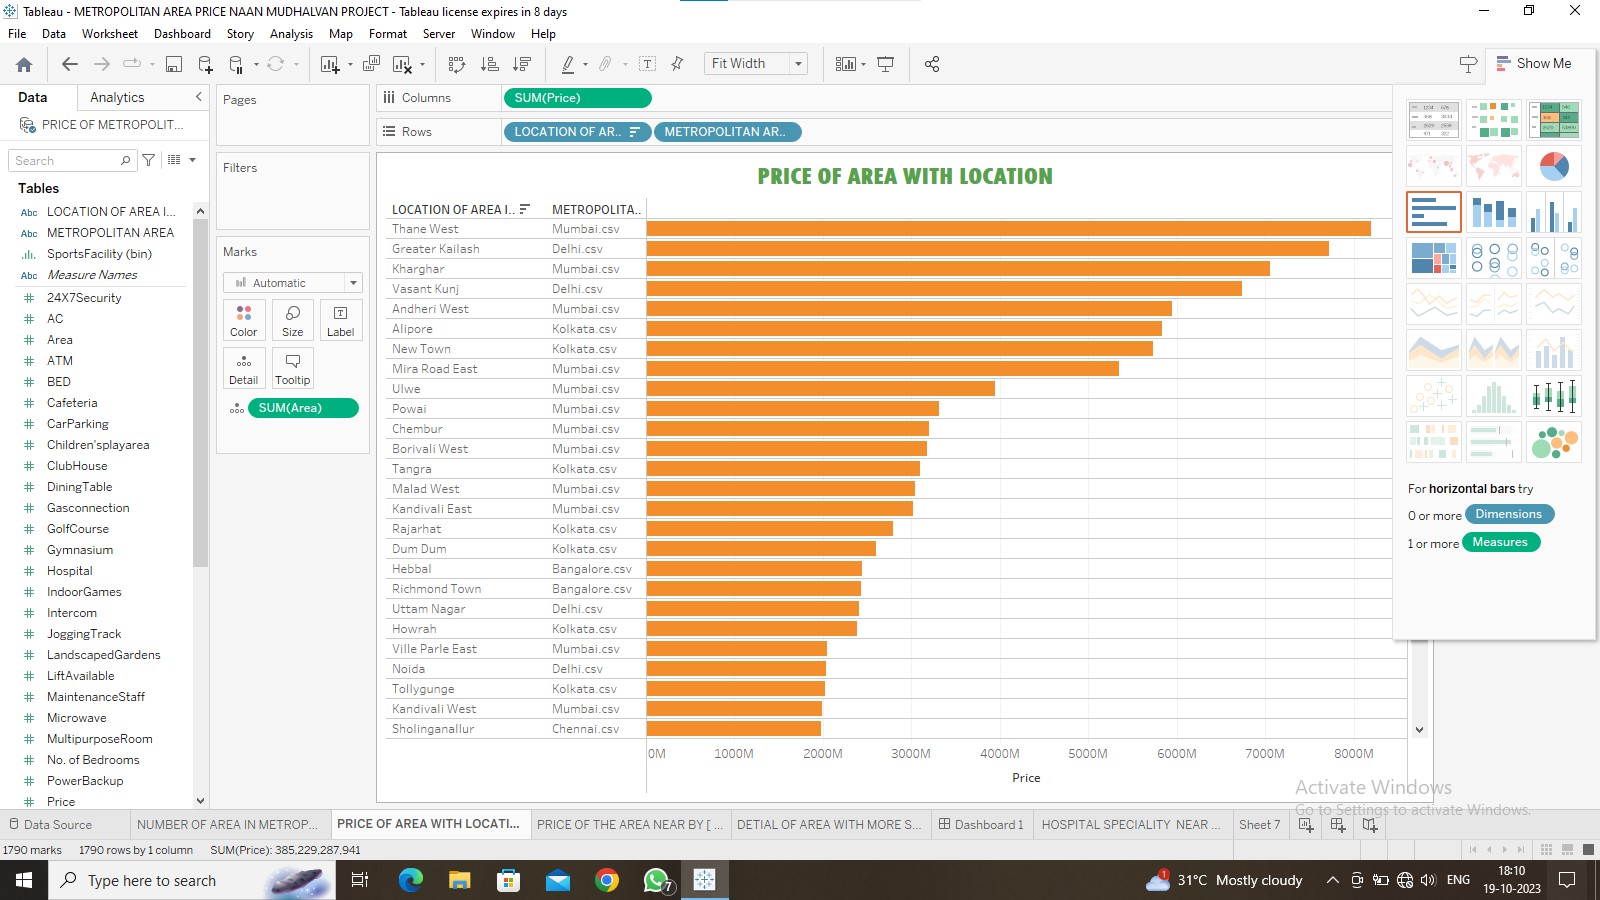 Tableau - METROPOLITAN AREA PRICE NAAN MUDHALVAN PROJECT - Tableau license expires in 8 days
File Data Worksheet Dashboard Story Analysis Map Format Server Window Help
Fit Width
Show Me
Data Analytics
PRICE OF METROPOLIT...
Search
Tables
Abc LOCATION OF AREA I...
Abc METROPOLITAN AREA
SportsFacility (bin)
Abc Measure Names
# 24X7Security
# AC
# Area
# ATM
# BED
# Cafeteria
# CarParking
# Children'splayarea
# ClubHouse
# DiningTable
# Gasconnection
# GolfCourse
# Gymnasium
# Hospital
# IndoorGames
# Intercom
# JoggingTrack
# LandscapedGardens
# LiftAvailable
# MaintenanceStaff
# Microwave
# MultipurposeRoom
# No. of Bedrooms
# PowerBackup
# Price
Pages
Filters
Marks
Automatic
Color Size Label
Detail Tooltip
SUM(Area)
Columns SUM(Price)
Rows LOCATION OF AR.. METROPOLITAN AR..
PRICE OF AREA WITH LOCATION
LOCATION OF AREA I.. METROPOLITA..
Thane West Mumbai.csv
Greater Kailash Delhi.csv
Kharghar Mumbai.csv
Vasant Kunj Delhi.csv
Andheri West Mumbai.csv
Alipore Kolkata.csv
New Town Kolkata.csv
Mira Road East Mumbai.csv
Ulwe Mumbai.csv
Powai Mumbai.csv
Chembur Mumbai.csv
Borivali West Mumbai.csv
Tangra Kolkata.csv
Malad West Mumbai.csv
Kandivali East Mumbai.csv
Rajarhat Kolkata.csv
Dum Dum Kolkata.csv
Hebbal Bangalore.csv
Richmond Town Bangalore.csv
Uttam Nagar Delhi.csv
Howrah Kolkata.csv
Ville Parle East Mumbai.csv
Noida Delhi.csv
Tollygunge Kolkata.csv
Kandivali West Mumbai.csv
Sholinganallur Chennai.csv
0M 1000M 2000M 3000M 4000M 5000M 6000M 7000M 8000M
Price
For horizontal bars try
0 or more Dimensions
1 or more Measures
Activate Windows
Go to Settings to activate Windows.
Data Source NUMBER OF AREA IN METROP... PRICE OF AREA WITH LOCATI... PRICE OF THE AREA NEAR BY [ ... DETIAL OF AREA WITH MORE S... Dashboard 1 HOSPITAL SPECIALITY NEAR ... Sheet 7
1790 marks 1790 rows by 1 column SUM(Price): 385,229,287,941
Type here to search
7
1
31°C Mostly cloudy
ENG
18:10
19-10-2023